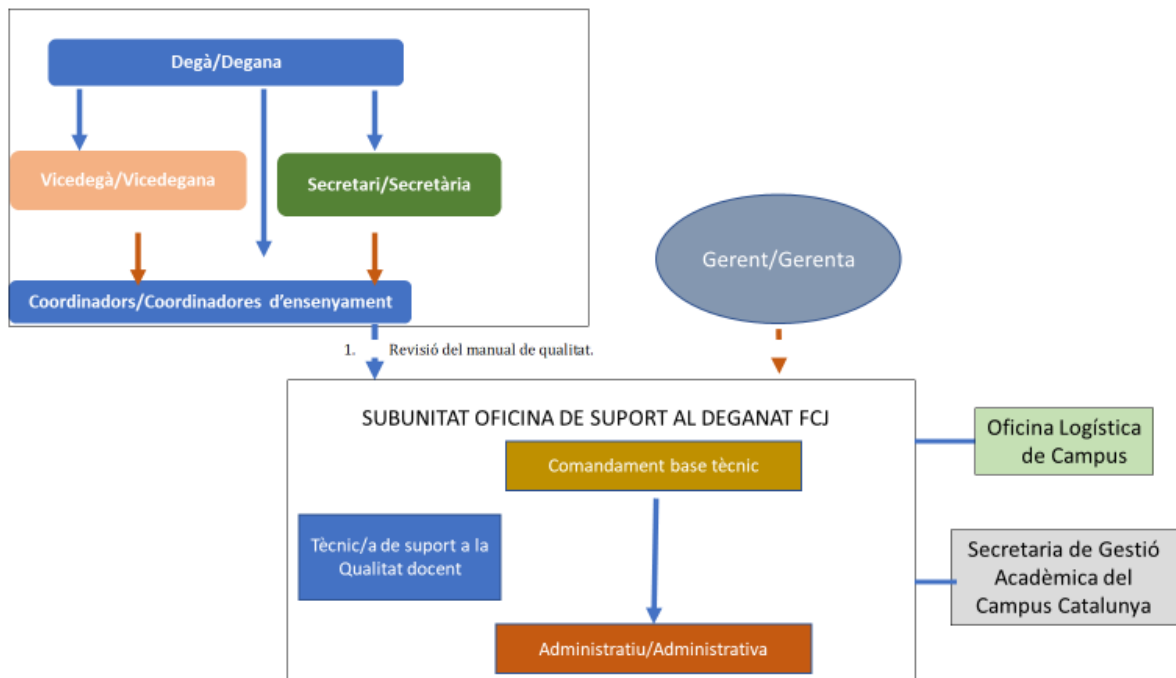 Degà/Degana
Vicedegà/Vicedegana
Secretari/Secretària
Coordinadors/Coordinadores d'ensenyament
Gerent/Gerenta
1. Revisió del manual de qualitat.
SUBUNITAT OFICINA DE SUPORT AL DEGANAT FCJ
Comandament base tècnic
Tècnic/a de suport a la
Qualitat docent
Administratiu/Administrativa
Oficina Logística
de Campus
Secretaria de Gestió
Acadèmica del
Campus Catalunya